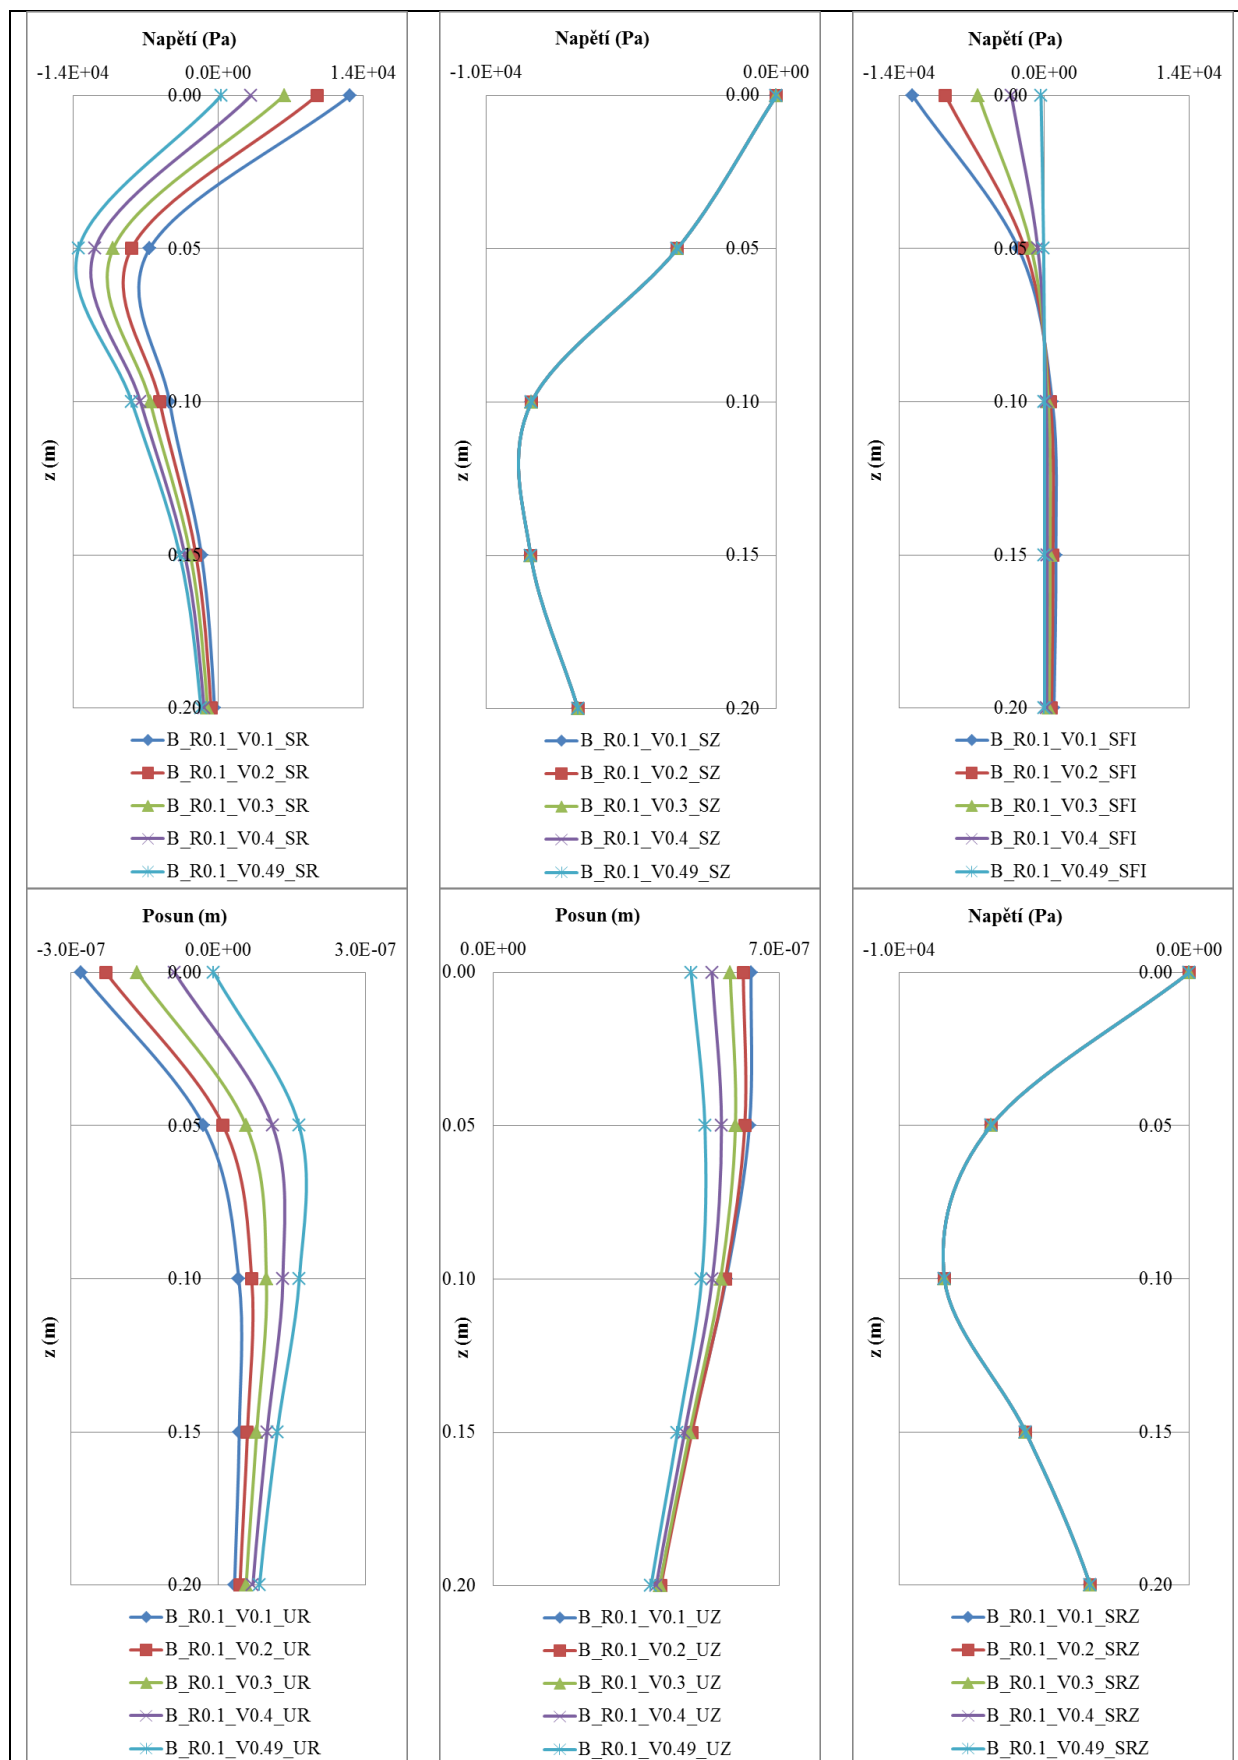 Napětí (Pa)
-1.4E+04 0.0E+00 1.4E+04
0.00
0.05
0.10
0.15
0.20
z (m)
B_R0.1_V0.1_SR
B_R0.1_V0.2_SR
B_R0.1_V0.3_SR
B_R0.1_V0.4_SR
B_R0.1_V0.49_SR
Napětí (Pa)
-1.0E+04 0.0E+00
0.00
0.05
0.10
0.15
0.20
z (m)
B_R0.1_V0.1_SZ
B_R0.1_V0.2_SZ
B_R0.1_V0.3_SZ
B_R0.1_V0.4_SZ
B_R0.1_V0.49_SZ
Napětí (Pa)
-1.4E+04 0.0E+00 1.4E+04
0.00
0.05
0.10
0.15
0.20
z (m)
B_R0.1_V0.1_SFI
B_R0.1_V0.2_SFI
B_R0.1_V0.3_SFI
B_R0.1_V0.4_SFI
B_R0.1_V0.49_SFI
Posun (m)
-3.0E-07 0.0E+00 3.0E-07
0.00
0.05
0.10
0.15
0.20
z (m)
B_R0.1_V0.1_UR
B_R0.1_V0.2_UR
B_R0.1_V0.3_UR
B_R0.1_V0.4_UR
B_R0.1_V0.49_UR
Posun (m)
0.0E+00 7.0E-07
0.00
0.05
0.10
0.15
0.20
z (m)
B_R0.1_V0.1_UZ
B_R0.1_V0.2_UZ
B_R0.1_V0.3_UZ
B_R0.1_V0.4_UZ
B_R0.1_V0.49_UZ
Napětí (Pa)
-1.0E+04 0.0E+00
0.00
0.05
0.10
0.15
0.20
z (m)
B_R0.1_V0.1_SRZ
B_R0.1_V0.2_SRZ
B_R0.1_V0.3_SRZ
B_R0.1_V0.4_SRZ
B_R0.1_V0.49_SRZ